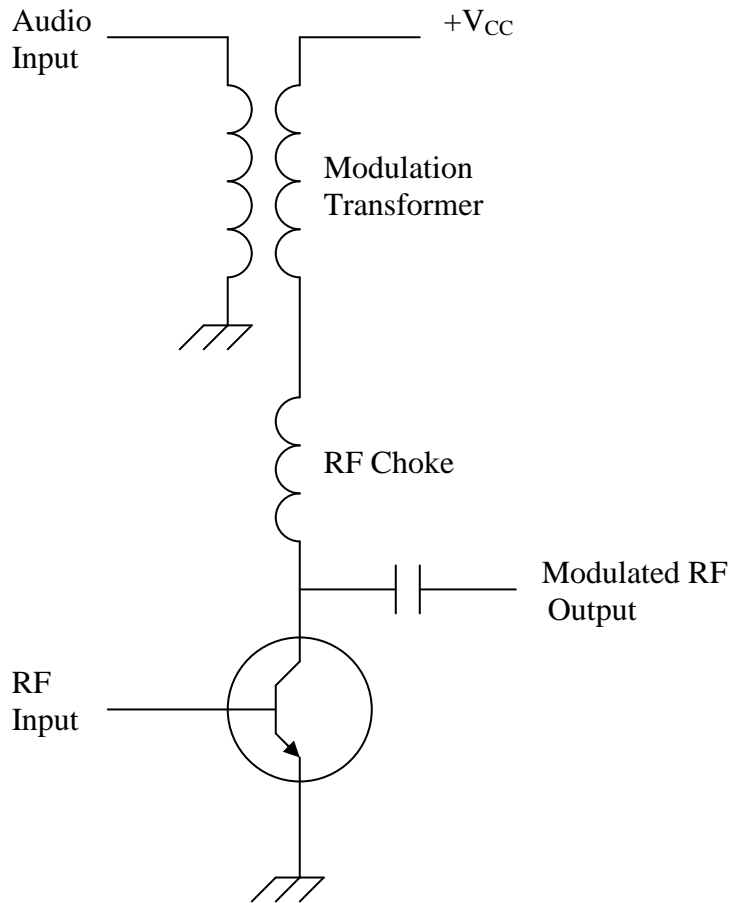 Audio
Input
+VCC
Modulation
Transformer
RF Choke
Modulated RF
Output
RF
Input